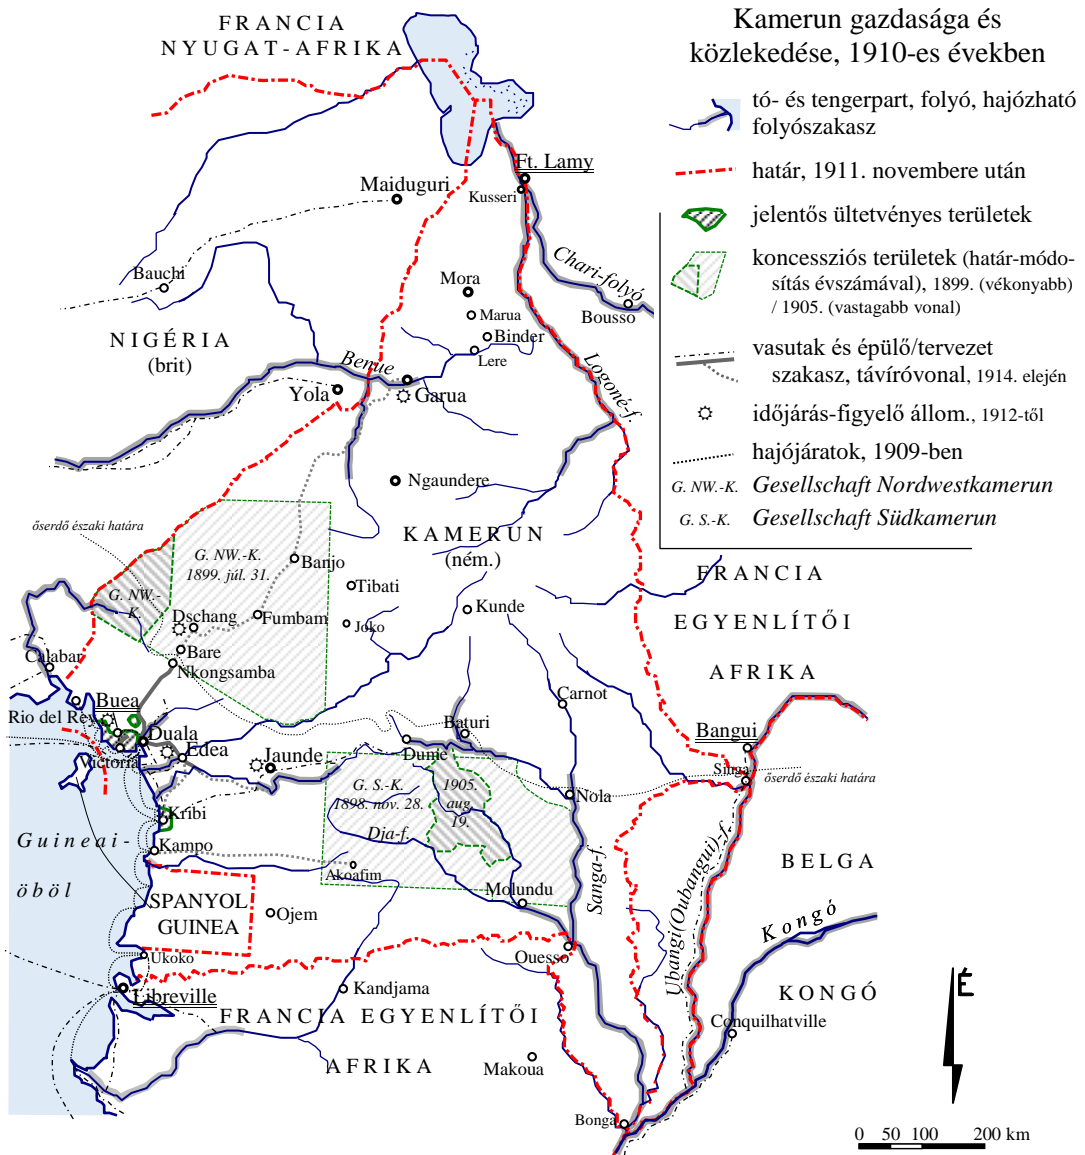 Kamerun gazdasága és
közlekedése, 1910-es években
tó- és tengerpart, folyó, hajózható
folyószakasz
határ, 1911. novembere után
jelentős ültetvényes területek
koncessziós területek (határ-módo-
sítás évszámával), 1899. (vékonyabb)
/ 1905. (vastagabb vonal)
vasutak és épülő/tervezet
szakasz, távíróvonal, 1914. elején
időjárás-figyelő állom., 1912-től
hajójáratok, 1909-ben
G. NW.-K. Gesellschaft Nordwestkamerun
G. S.-K. Gesellschaft Südkamerun
FRANCIA
NYUGAT-AFRIKA
Ft. Lamy
Kusseri
Maiduguri
Bauchi
Chari-folyó
Bousso
Mora
Marua
Binder
Lere
NIGÉRIA
(brit)
Benue
Logoné-f.
Yola
Garua
Ngaundere
őserdő északi határa
KAMERUN
(ném.)
G. NW.-K.
1899. júl. 31.
Banjo
G. NW.-
K.
Tibati
FRANCIA
EGYENLÍTŐI
AFRIKA
Kunde
Dschang
Fumbam
Joko
Bare
Nkongsamba
Calabar
Carnot
Buea
Rio del Rey
Duala
Victoria
Edea
Jaunde
Baturi
Dume
Bangui
Singa
őserdő északi határa
G. S.-K.
1898. nov. 28.
1905.
aug.
19.
Nola
Kribi
Dja-f.
Guineai-
öböl
Kampo
Akoafim
Molundu
Sanga-f.
Ubangi(Oubangui)-f.
BELGA
KONGÓ
Kongó
SPANYOL
GUINEA
Ojem
Ukoko
Ouesso
Libreville
Kandjama
FRANCIA EGYENLÍTŐI
AFRIKA
Makoua
Conquilhatville
Bonga
É
0 50 100 200 km